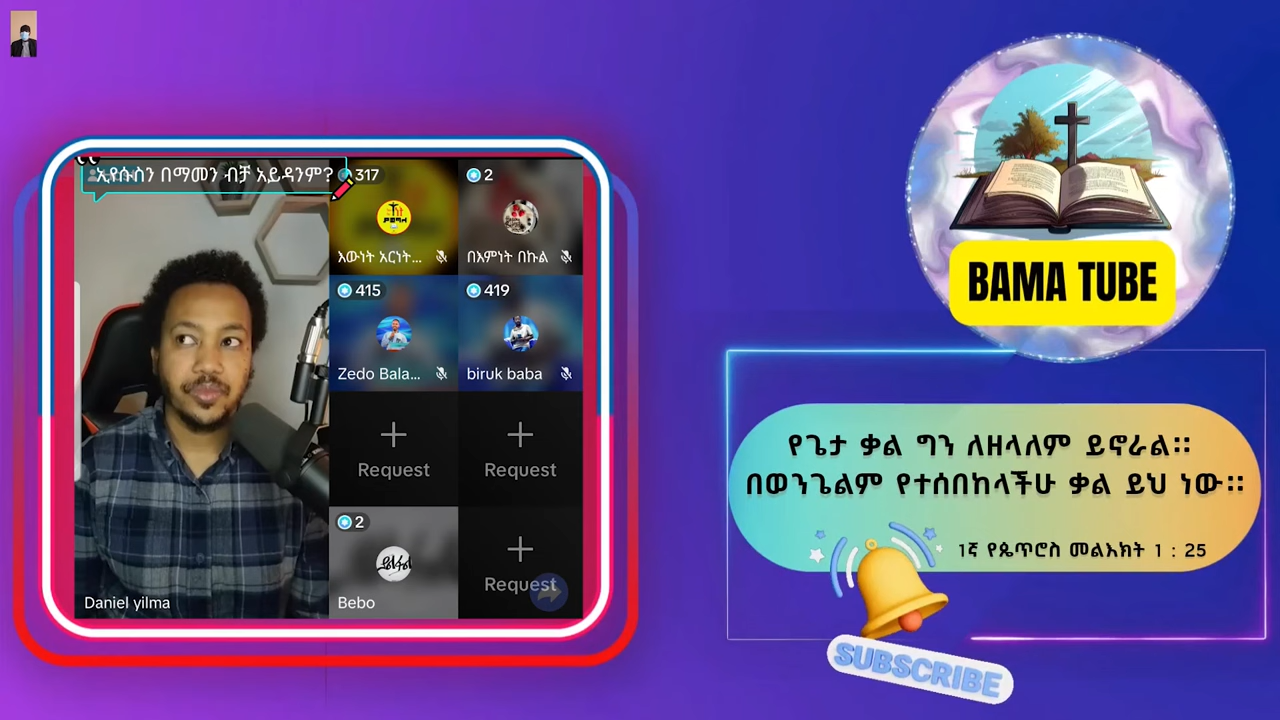 ኢየሱስን በማመን ብቻ አይዳንም?
317
2
እውነት አርነት...
በእምነት በኩል
415
419
Zedo Bala...
biruk baba
Request
Request
2
Request
Daniel yilma
Bebo
BAMA TUBE
የጌታ ቃል ግን ለዘላለም ይኖራል።
በወንጌልም የተሰበከላችሁ ቃል ይህ ነው።
1ኛ የጴጥሮስ መልእክት 1 : 25
SUBSCRIBE